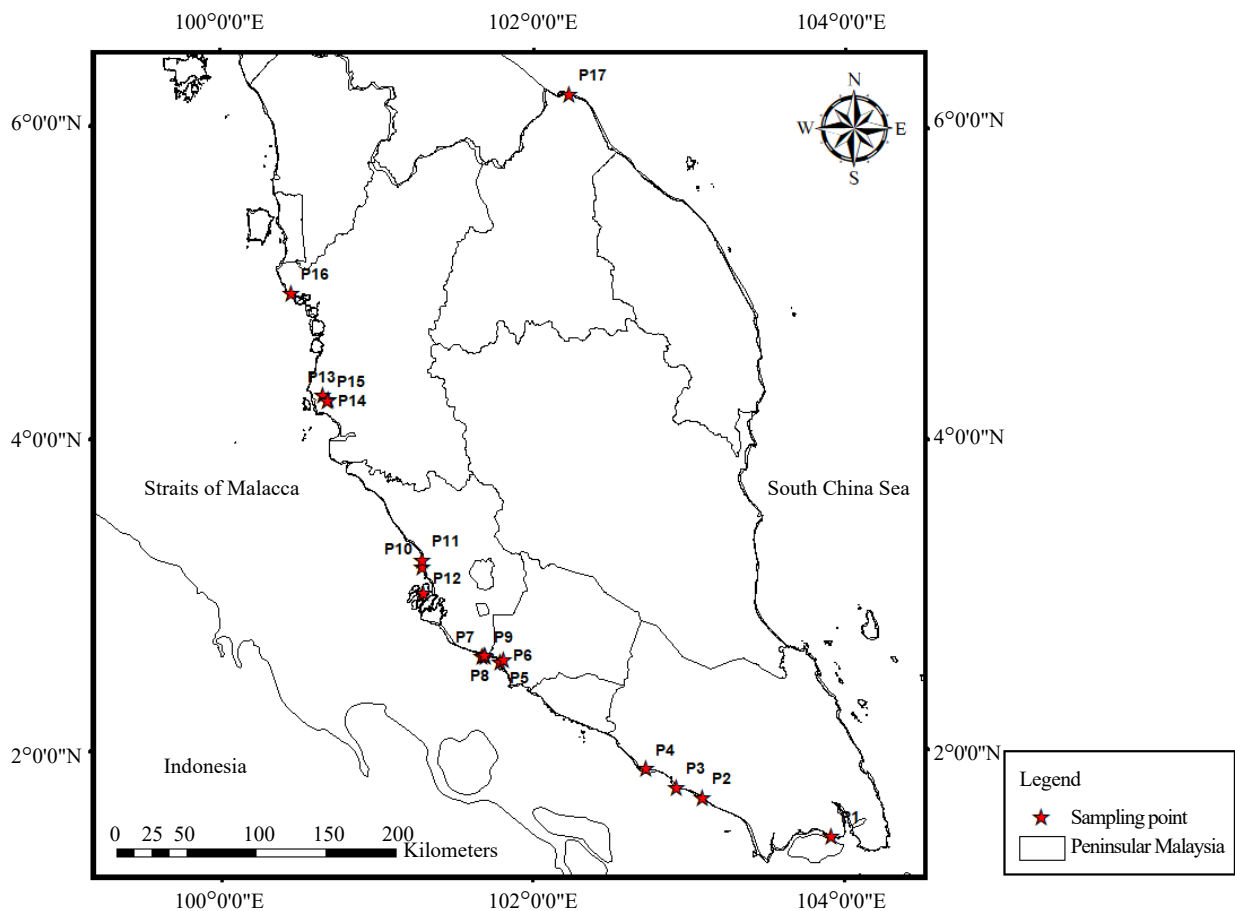 100°0'0"E 102°0'0"E 104°0'0"E
P17
N
W E
S
6°0'0"N 6°0'0"N
P16
P13 P15
P14
4°0'0"N 4°0'0"N
Straits of Malacca South China Sea
P10 P11
P12
P7 P9
P6
P8 P5
2°0'0"N 2°0'0"N
P4
P3 P2
Indonesia
P1
0 25 50 100 150 200
Kilometers
Legend
Sampling point
Peninsular Malaysia
100°0'0"E 102°0'0"E 104°0'0"E